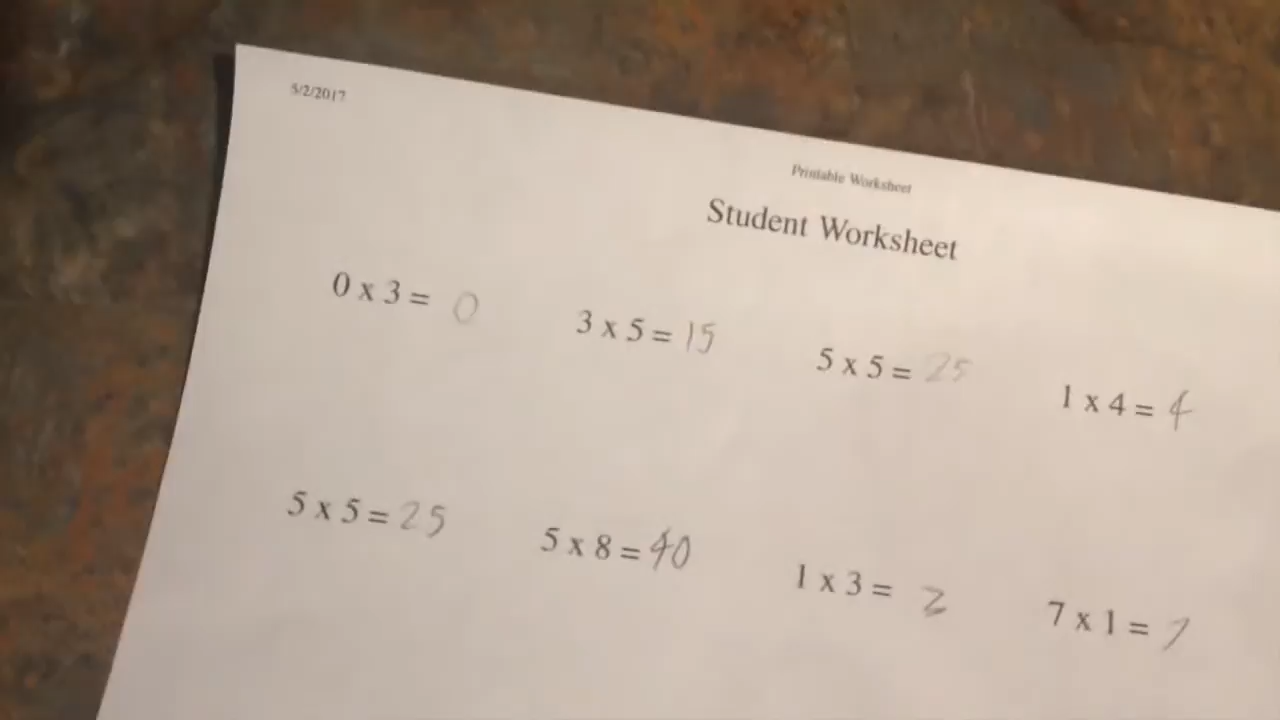 5/2/2017
Printable Worksheet
Student Worksheet
0 x 3 = 0 3 x 5 = 15 5 x 5 = 25 1 x 4 = 4
5 x 5 = 25 5 x 8 = 40 1 x 3 = 3 7 x 1 = 7